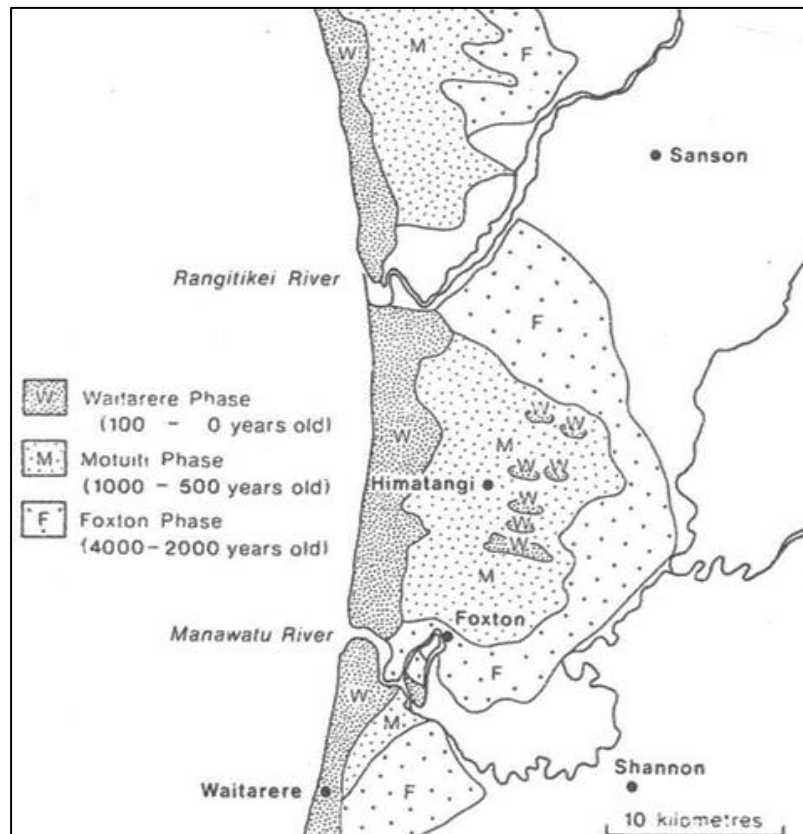 W
M
F
Sanson
Rangitikei River
F
W Waitarere Phase
(100 - 0 years old)
W
M
W
W
W
W
M Motuiti Phase
(1000 - 500 years old)
Himatangi
W
W
W
F Foxton Phase
(4000 - 2000 years old)
M
Foxton
Manawatu River
F
W
M
Shannon
Waitarere
F
10 kilometres